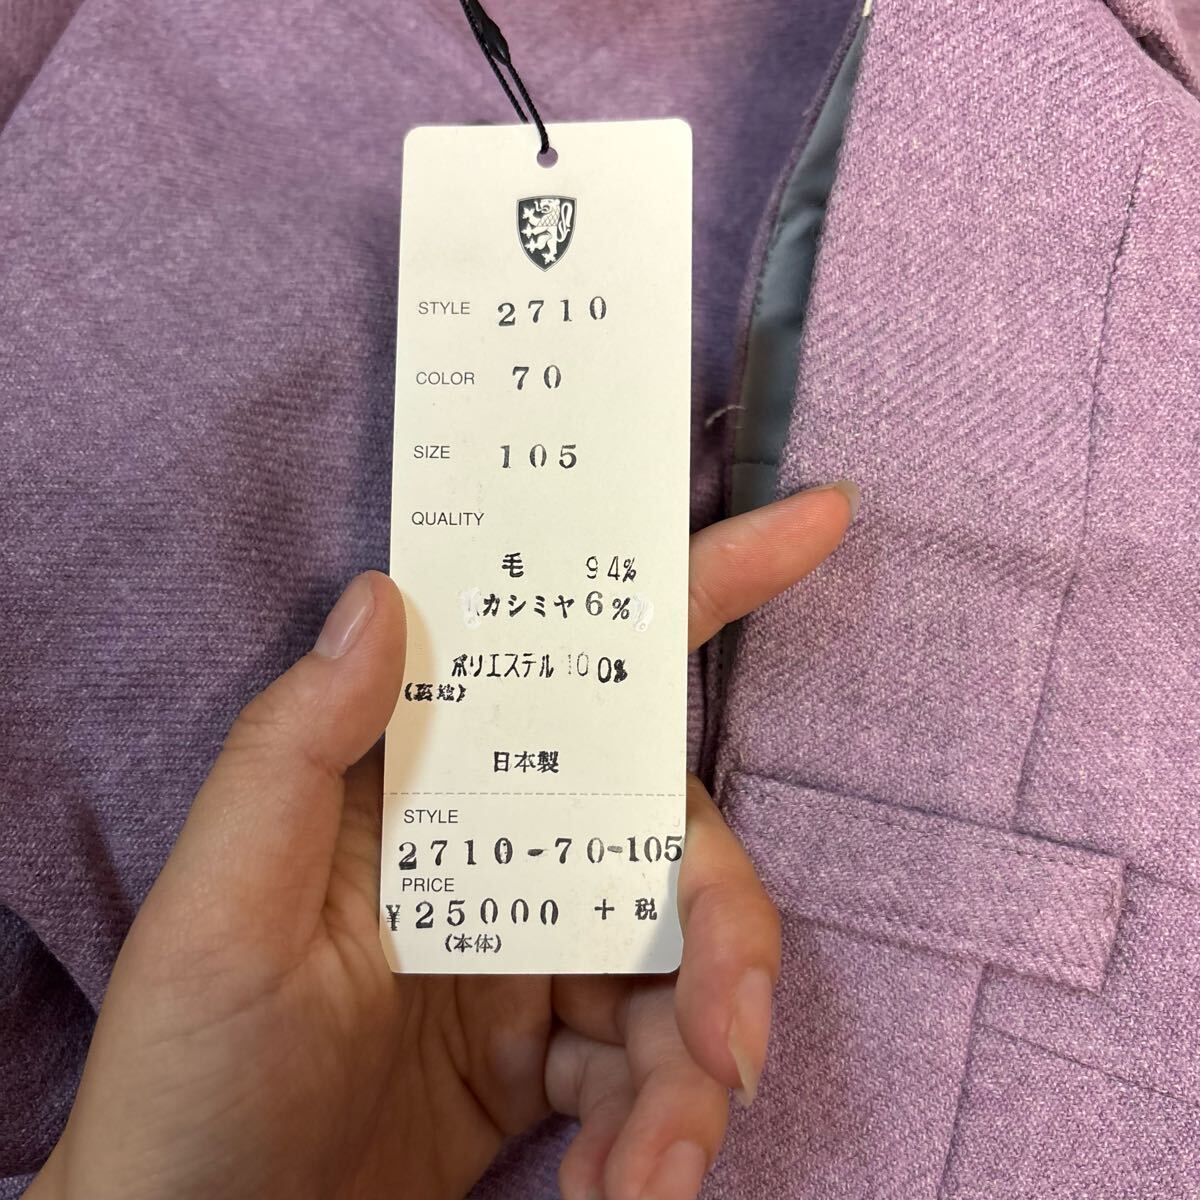 STYLE 2710
COLOR 70
SIZE 105
QUALITY
毛 94%
カシミヤ 6%
ポリエステル 100%
(裏地)
日本製
STYLE
2710-70-105
PRICE
¥25000 + 税
(本体)